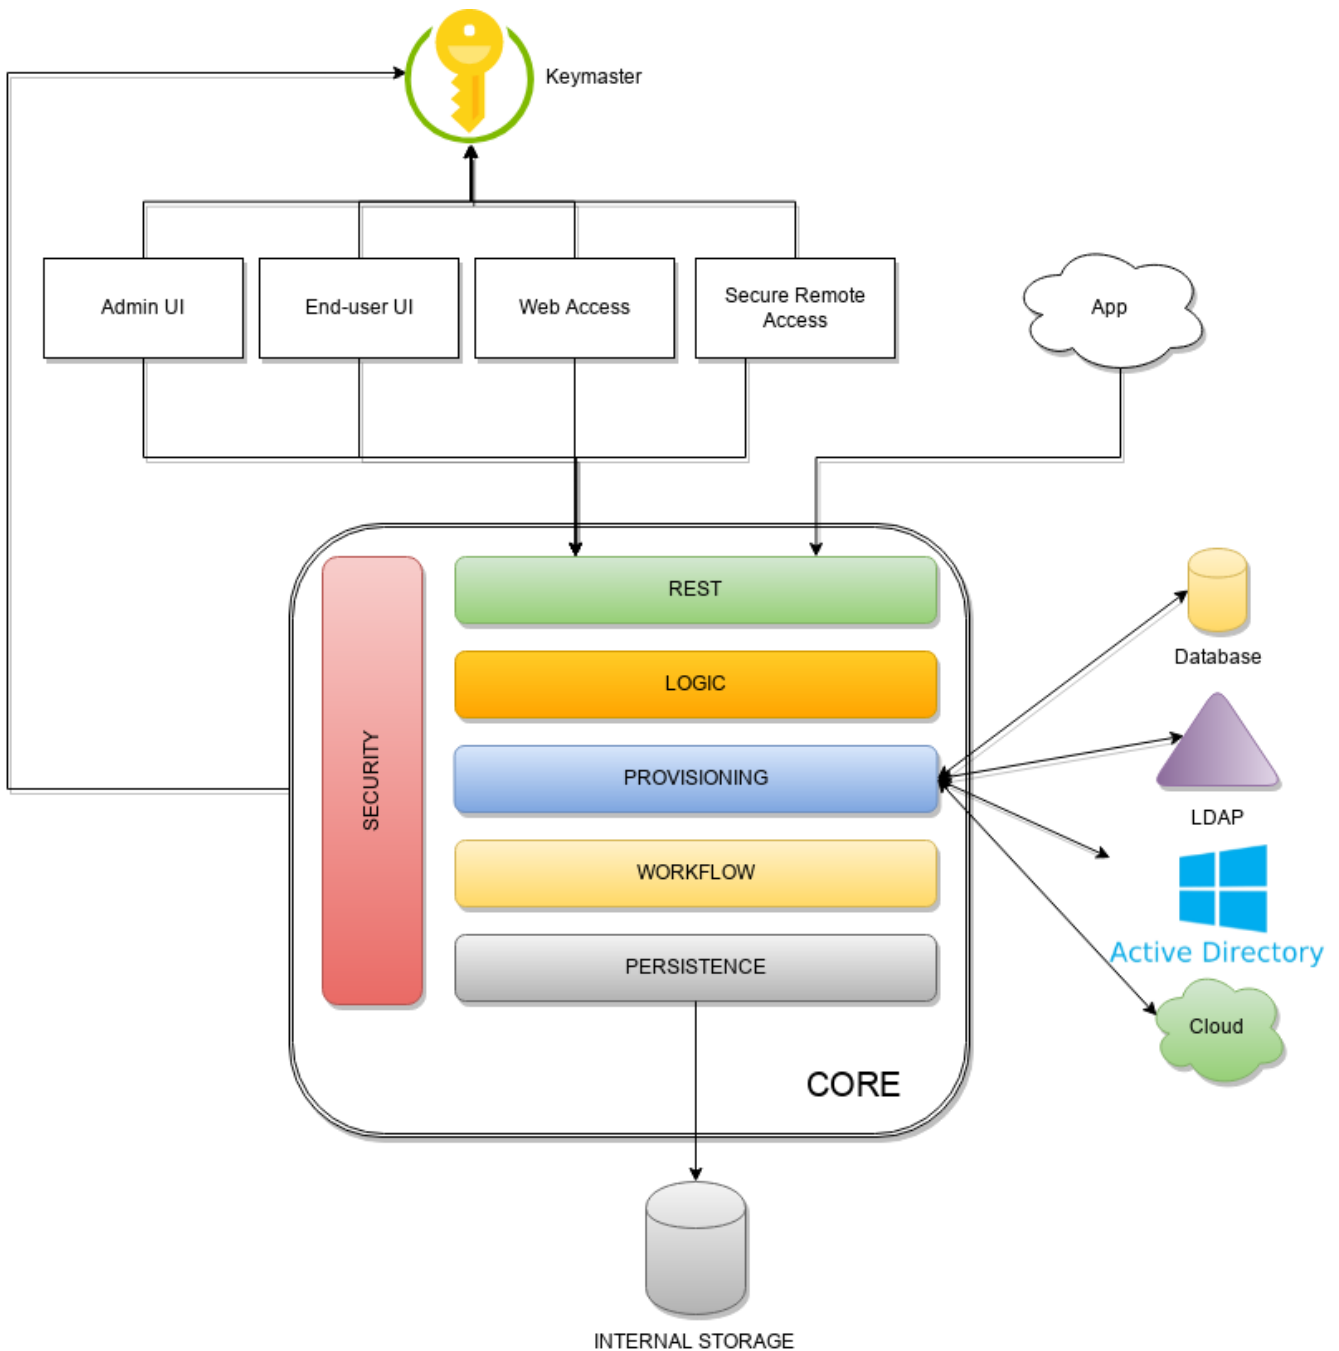 Keymaster
Admin UI
End-user UI
Web Access
Secure Remote
Access
App
REST
LOGIC
PROVISIONING
WORKFLOW
PERSISTENCE
SECURITY
CORE
Database
LDAP
Active Directory
Cloud
INTERNAL STORAGE